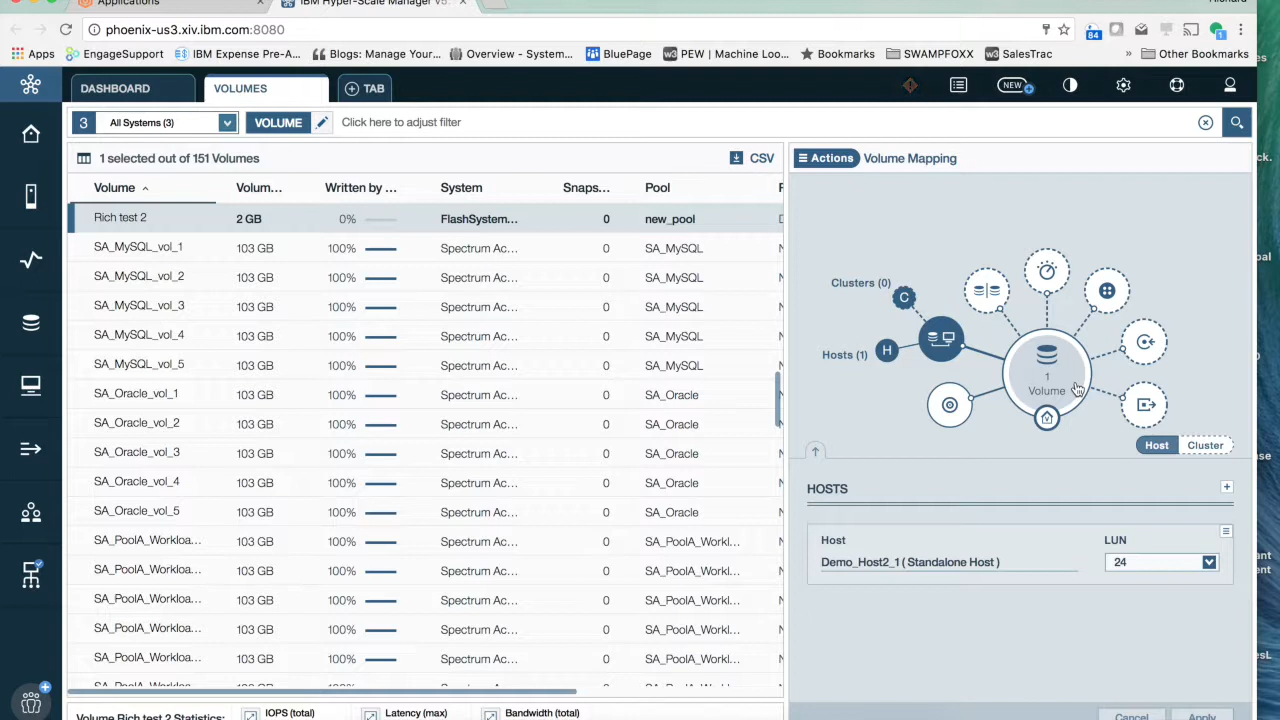 Applications
IBM Hyper-Scale Manager v5.
Richard
phoenix-us3.xiv.ibm.com:8080
84
1
Apps
EngageSupport
IBM Expense Pre-A...
Blogs: Manage Your...
Overview - System...
BluePage
w3
PEW | Machine Loo...
Bookmarks
SWAMPFOXX
w3
SalesTrac
»
Other Bookmarks
DASHBOARD
VOLUMES
TAB
NEW
3
All Systems (3)
VOLUME
Click here to adjust filter
1 selected out of 151 Volumes
CSV
Actions
Volume Mapping
Volume
Volum...
Written by ...
System
Snaps...
Pool
Rich test 2 2 GB 0% FlashSystem... 0 new_pool
SA_MySQL_vol_1 103 GB 100% Spectrum Ac... 0 SA_MySQL
SA_MySQL_vol_2 103 GB 100% Spectrum Ac... 0 SA_MySQL
SA_MySQL_vol_3 103 GB 100% Spectrum Ac... 0 SA_MySQL
SA_MySQL_vol_4 103 GB 100% Spectrum Ac... 0 SA_MySQL
SA_MySQL_vol_5 103 GB 100% Spectrum Ac... 0 SA_MySQL
SA_Oracle_vol_1 103 GB 100% Spectrum Ac... 0 SA_Oracle
SA_Oracle_vol_2 103 GB 100% Spectrum Ac... 0 SA_Oracle
SA_Oracle_vol_3 103 GB 100% Spectrum Ac... 0 SA_Oracle
SA_Oracle_vol_4 103 GB 100% Spectrum Ac... 0 SA_Oracle
SA_Oracle_vol_5 103 GB 100% Spectrum Ac... 0 SA_Oracle
SA_PoolA_Workloa... 103 GB 100% Spectrum Ac... 0 SA_PoolA_Workl...
SA_PoolA_Workloa... 103 GB 100% Spectrum Ac... 0 SA_PoolA_Workl...
SA_PoolA_Workloa... 103 GB 100% Spectrum Ac... 0 SA_PoolA_Workl...
SA_PoolA_Workloa... 103 GB 100% Spectrum Ac... 0 SA_PoolA_Workl...
SA_PoolA_Workloa... 103 GB 100% Spectrum Ac... 0 SA_PoolA_Workl...
Volume Rich test 2 Statistics:
IOPS (total)
Latency (max)
Bandwidth (total)
Clusters (0)
C
Hosts (1)
H
1
Volume
Host
Cluster
HOSTS
Host
LUN
Demo_Host2_1 ( Standalone Host )
24
Cancel
Apply